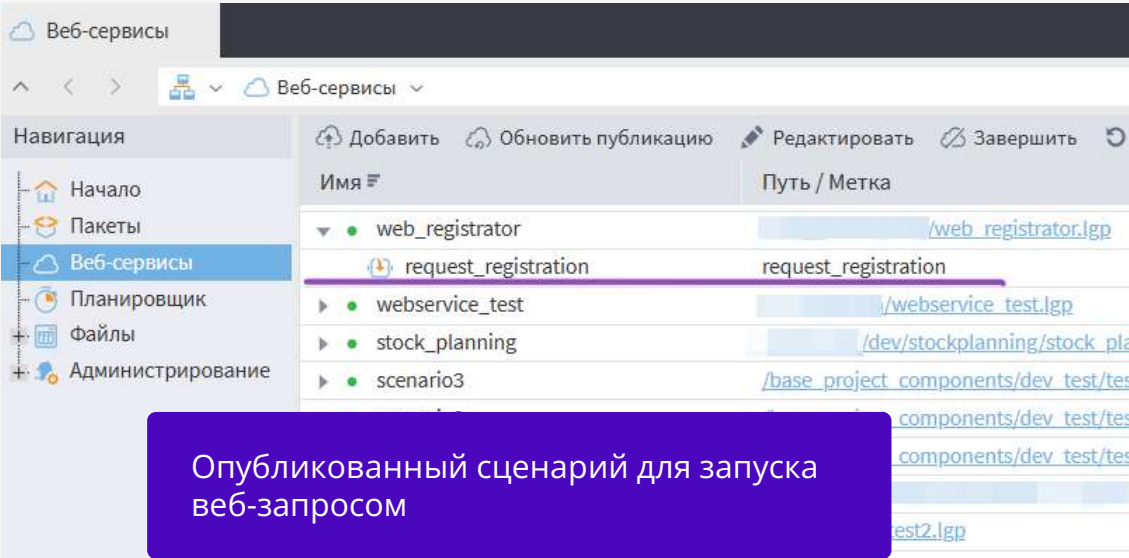 Веб-сервисы
Веб-сервисы
Навигация
Добавить Обновить публикацию Редактировать Завершить
Имя Путь / Метка
Начало
Пакеты
Веб-сервисы
Планировщик
Файлы
Администрирование
web_registrator /web_registrator.lgp
request_registration request_registration
webservice_test /webservice_test.lgp
stock_planning /dev/stockplanning/stock_pla
scenario3 /base_project_components/dev_test/tes
components/dev_test/tes
components/dev_test/tes
est2.lgp
Опубликованный сценарий для запуска
веб-запросом